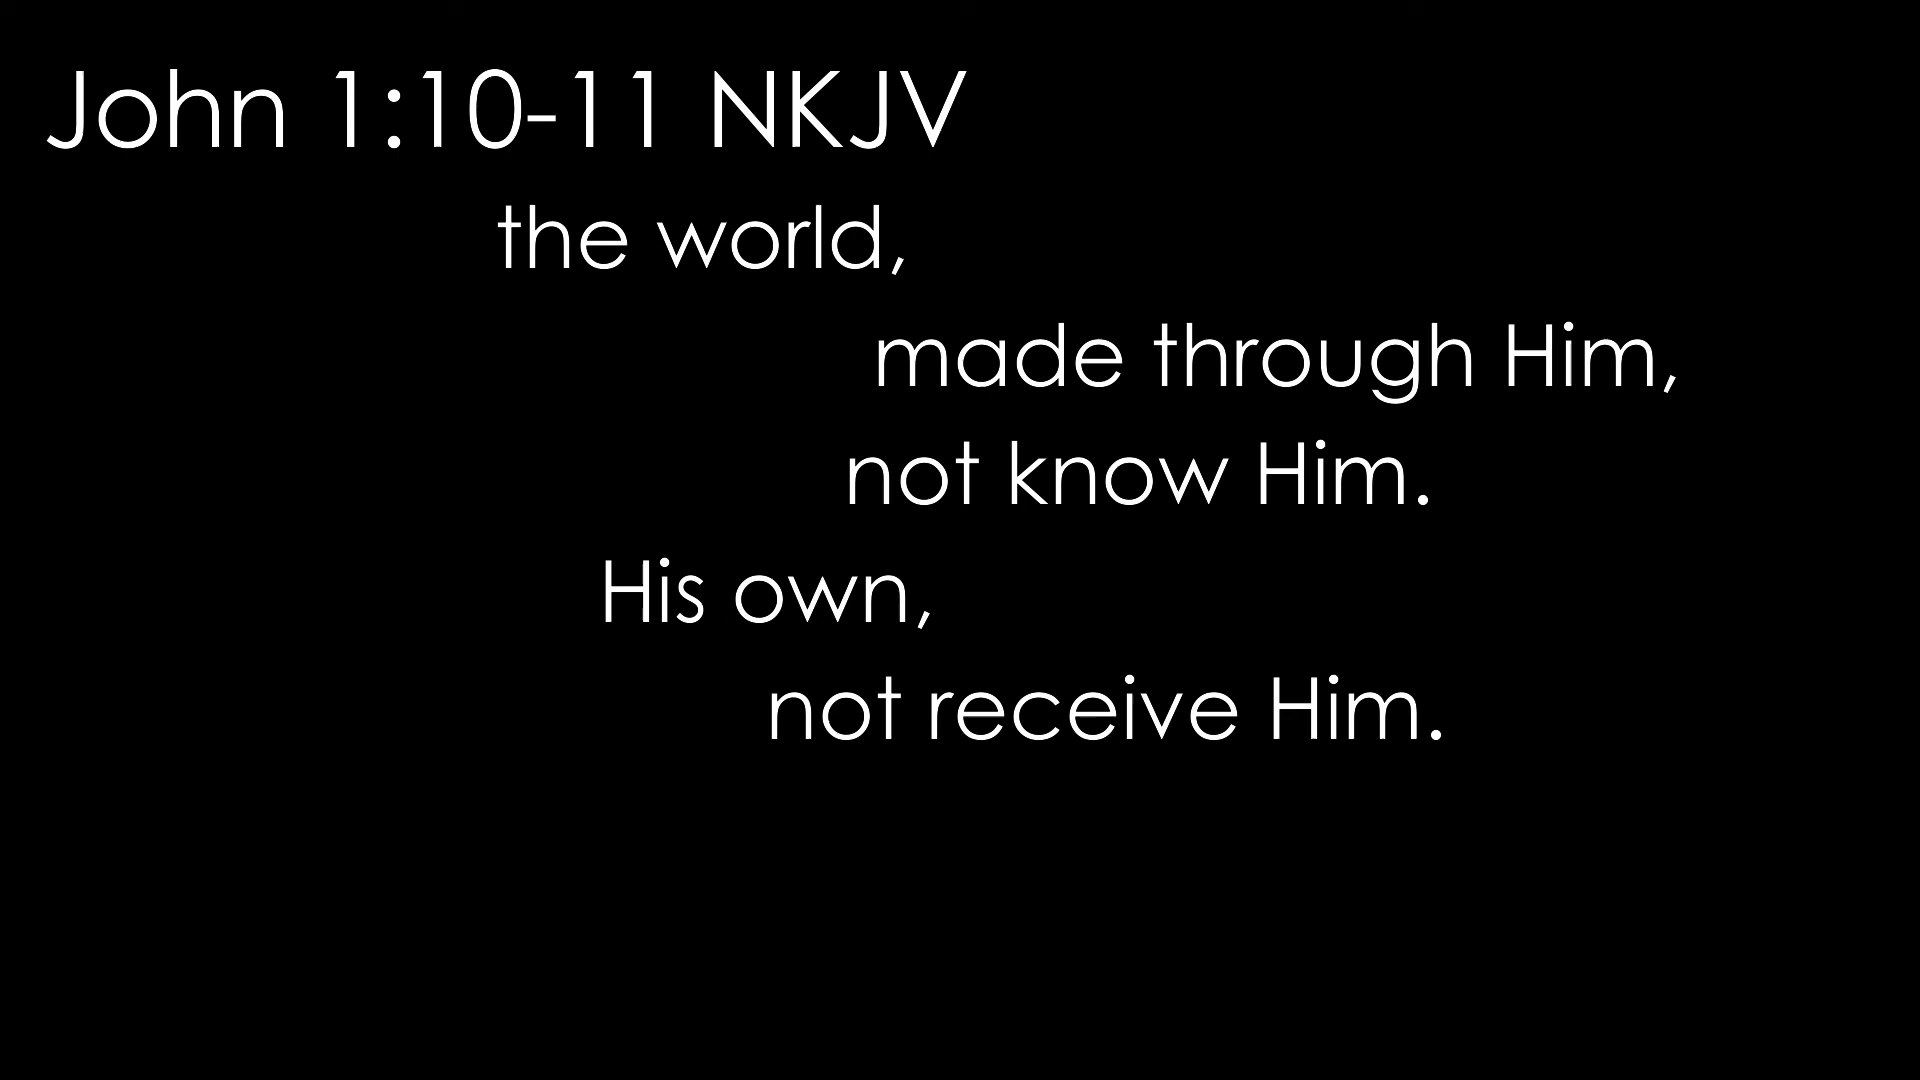 John 1:10-11 NKJV
the world,
made through Him,
not know Him.
His own,
not receive Him.